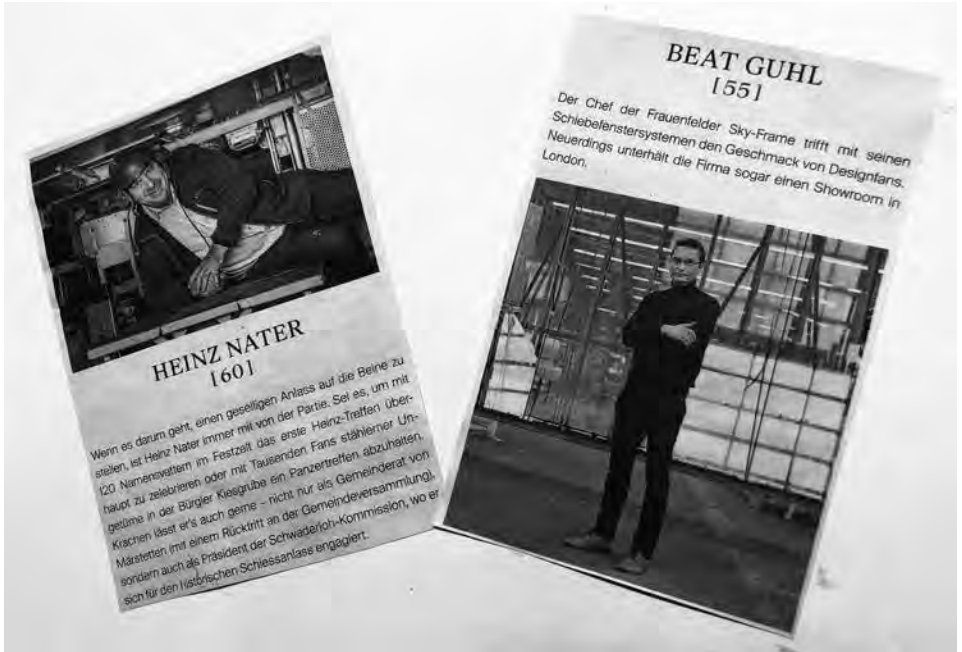 HEINZ NATER
[60]
Wenn es darum geht, einen geselligen Anlass auf die Beine zu
stellen, ist Heinz Nater immer mit von der Partie. Sei es, um mit
120 Namensvettern im Festzelt das erste Heinz-Treffen über-
haupt zu zelebrieren oder mit Tausenden Fans stählerner Un-
getüme in der Bürgler Kiesgrube ein Panzertreffen abzuhalten.
Krachen lässt er's auch gerne – nicht nur als Gemeinderat von
Märstetten (mit einem Rücktritt an der Gemeindeversammlung),
sondern auch als Präsident der Schwaderloh-Kommission, wo er
sich für den historischen Schiessanlass engagiert.
BEAT GUHL
[55]
Der Chef der Frauenfelder Sky-Frame trifft mit seinen
Schiebefenstersystemen den Geschmack von Designfans.
Neuerdings unterhält die Firma sogar einen Showroom in
London.